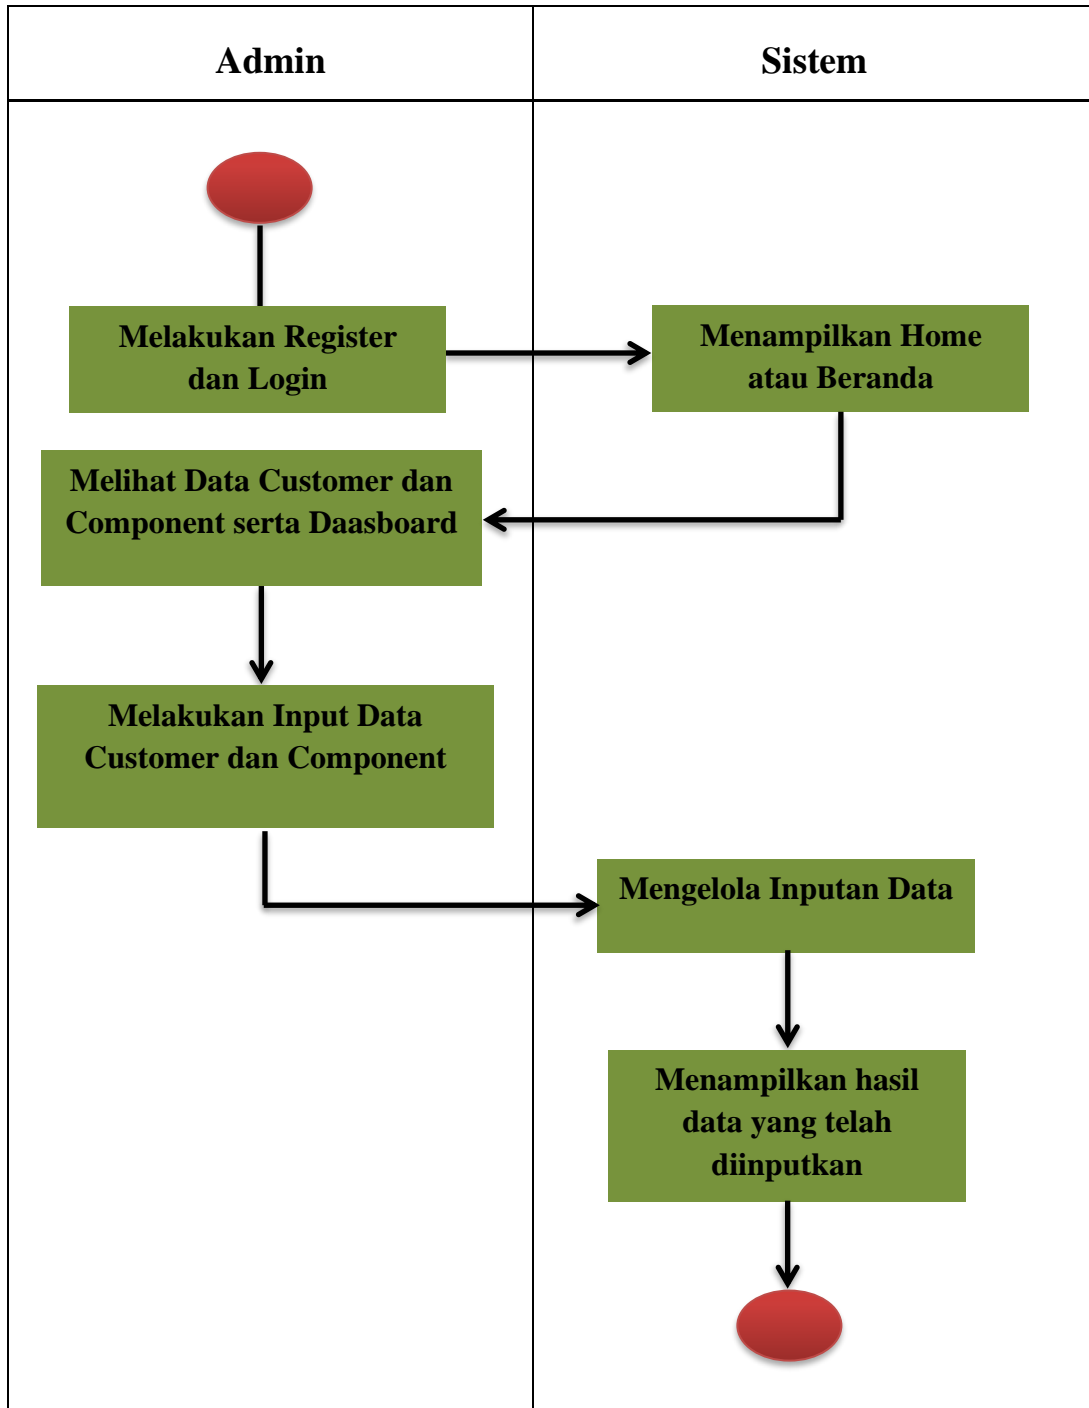 Admin
Sistem
Melakukan Register
dan Login
Menampilkan Home
atau Beranda
Melihat Data Customer dan
Component serta Daasboard
Melakukan Input Data
Customer dan Component
Mengelola Inputan Data
Menampilkan hasil
data yang telah
diinputkan